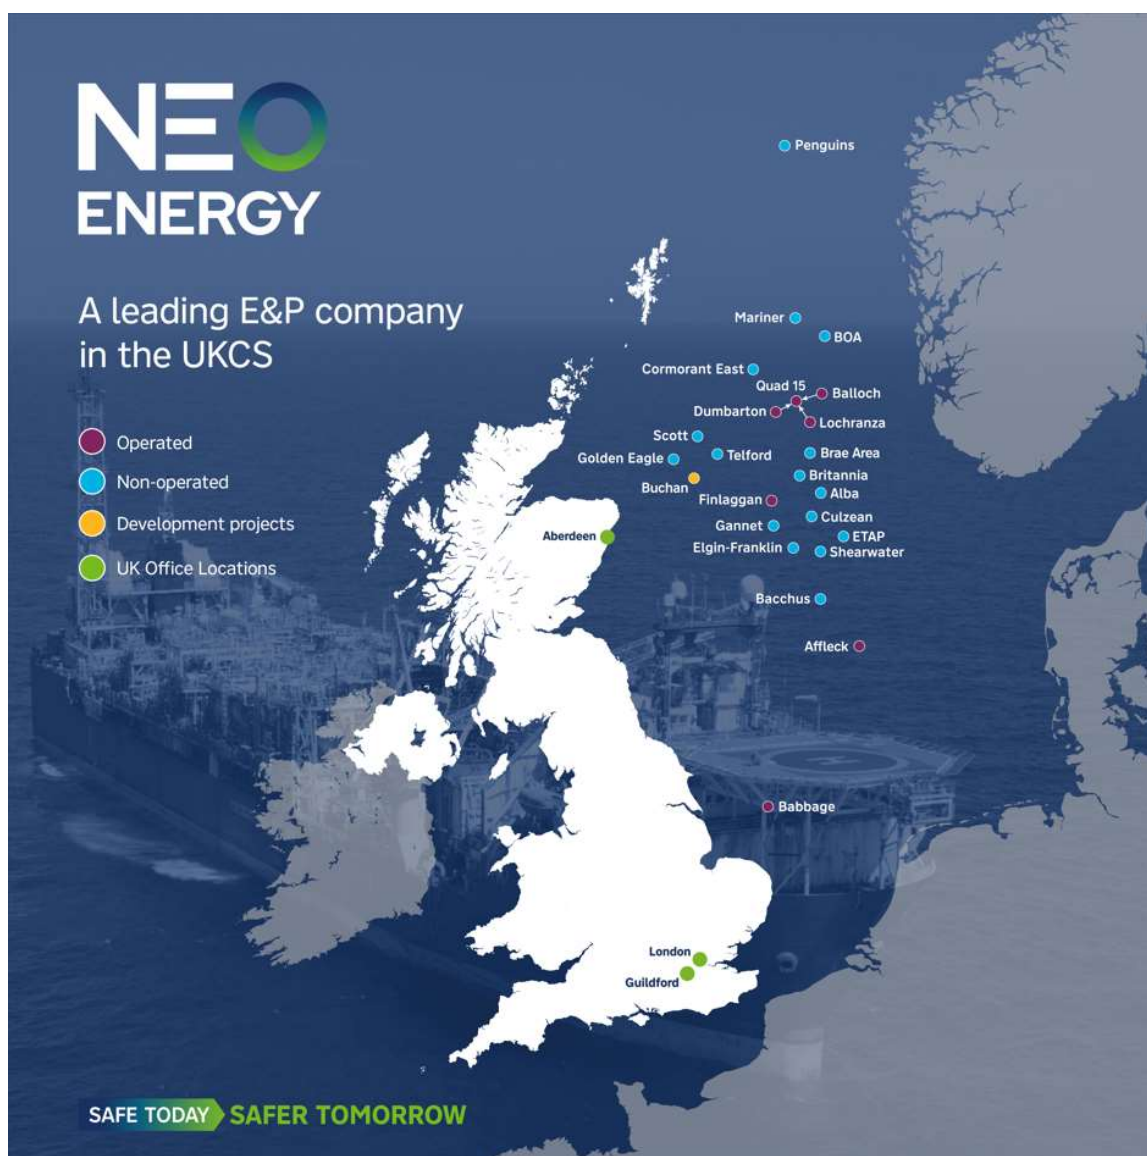 NEO
ENERGY
A leading E&P company
in the UKCS
Operated
Non-operated
Development projects
UK Office Locations
Penguins
Mariner
BOA
Cormorant East
Quad 15
Balloch
Dumbarton
Lochranza
Scott
Telford
Brae Area
Golden Eagle
Britannia
Buchan
Alba
Finlaggan
Culzean
Gannet
ETAP
Elgin-Franklin
Shearwater
Aberdeen
Bacchus
Affleck
Babbage
London
Guildford
SAFE TODAY SAFER TOMORROW